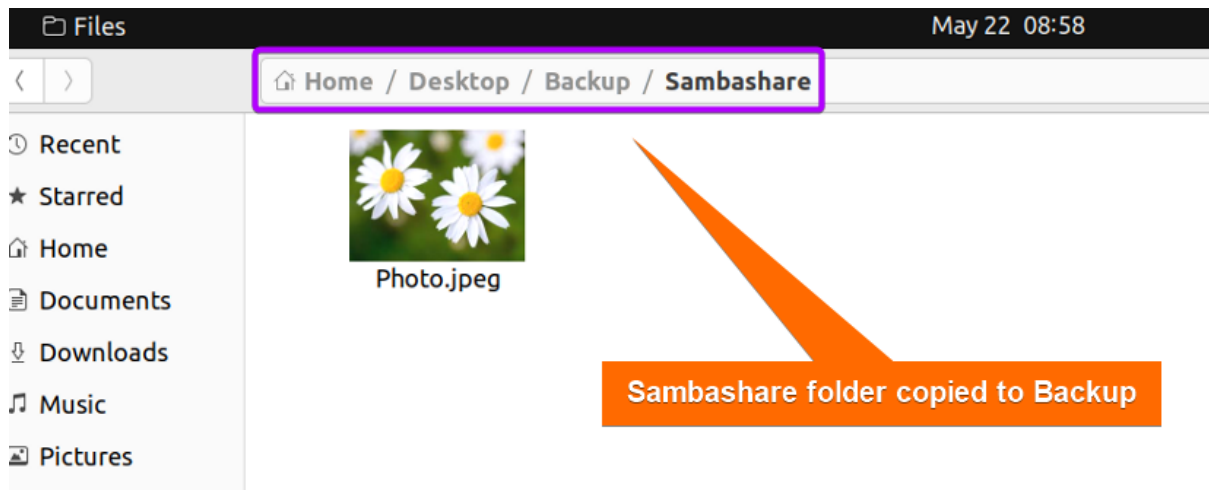 Files
May 22 08:58
Home / Desktop / Backup / Sambashare
Recent
Starred
Home
Documents
Downloads
Music
Pictures
Photo.jpeg
Sambashare folder copied to Backup